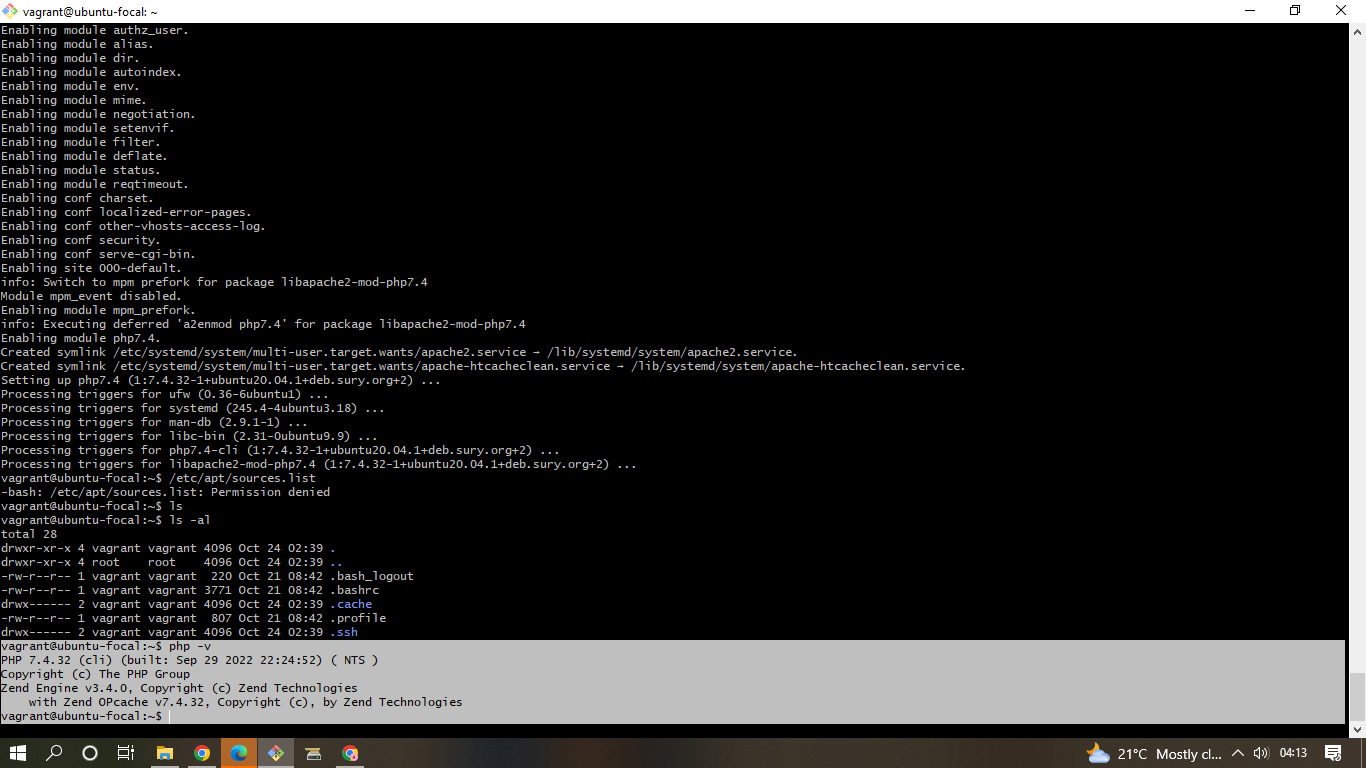 vagrant@ubuntu-focal: ~
Enabling module authz_user.
Enabling module alias.
Enabling module dir.
Enabling module autoindex.
Enabling module env.
Enabling module mime.
Enabling module negotiation.
Enabling module setenvif.
Enabling module filter.
Enabling module deflate.
Enabling module status.
Enabling module reqtimeout.
Enabling conf charset.
Enabling conf localized-error-pages.
Enabling conf other-vhosts-access-log.
Enabling conf security.
Enabling conf serve-cgi-bin.
Enabling site 000-default.
info: Switch to mpm prefork for package libapache2-mod-php7.4
Module mpm_event disabled.
Enabling module mpm_prefork.
info: Executing deferred 'a2enmod php7.4' for package libapache2-mod-php7.4
Enabling module php7.4.
Created symlink /etc/systemd/system/multi-user.target.wants/apache2.service → /lib/systemd/system/apache2.service.
Created symlink /etc/systemd/system/multi-user.target.wants/apache-htcacheclean.service → /lib/systemd/system/apache-htcacheclean.service.
Setting up php7.4 (1:7.4.32-1+ubuntu20.04.1+deb.sury.org+2) ...
Processing triggers for ufw (0.36-6ubuntu1) ...
Processing triggers for systemd (245.4-4ubuntu3.18) ...
Processing triggers for man-db (2.9.1-1) ...
Processing triggers for libc-bin (2.31-0ubuntu9.9) ...
Processing triggers for php7.4-cli (1:7.4.32-1+ubuntu20.04.1+deb.sury.org+2) ...
Processing triggers for libapache2-mod-php7.4 (1:7.4.32-1+ubuntu20.04.1+deb.sury.org+2) ...
vagrant@ubuntu-focal:~$ /etc/apt/sources.list
-bash: /etc/apt/sources.list: Permission denied
vagrant@ubuntu-focal:~$ ls
vagrant@ubuntu-focal:~$ ls -al
total 28
drwxr-xr-x 4 vagrant vagrant 4096 Oct 24 02:39 .
drwxr-xr-x 4 root    root    4096 Oct 24 02:39 ..
-rw-r--r-- 1 vagrant vagrant  220 Oct 21 08:42 .bash_logout
-rw-r--r-- 1 vagrant vagrant 3771 Oct 21 08:42 .bashrc
drwx------ 2 vagrant vagrant 4096 Oct 24 02:39 .cache
-rw-r--r-- 1 vagrant vagrant  807 Oct 21 08:42 .profile
drwx------ 2 vagrant vagrant 4096 Oct 24 02:39 .ssh
vagrant@ubuntu-focal:~$ php -v
PHP 7.4.32 (cli) (built: Sep 29 2022 22:24:52) ( NTS )
Copyright (c) The PHP Group
Zend Engine v3.4.0, Copyright (c) Zend Technologies
    with Zend OPcache v7.4.32, Copyright (c), by Zend Technologies
vagrant@ubuntu-focal:~$
21°C Mostly cl... 04:13